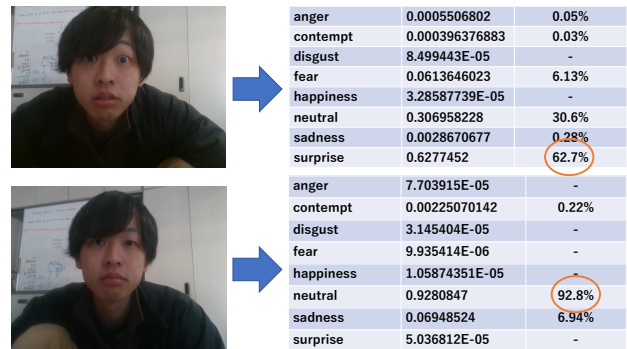 anger 0.0005506802 0.05%
contempt 0.000396376883 0.03%
disgust 8.499443E-05 -
fear 0.0613646023 6.13%
happiness 3.28587739E-05 -
neutral 0.306958228 30.6%
sadness 0.0028670677 0.28%
surprise 0.6277452 62.7%
anger 7.703915E-05 -
contempt 0.00225070142 0.22%
disgust 3.145404E-05 -
fear 9.935414E-06 -
happiness 1.05874351E-05 -
neutral 0.9280847 92.8%
sadness 0.06948524 6.94%
surprise 5.036812E-05 -